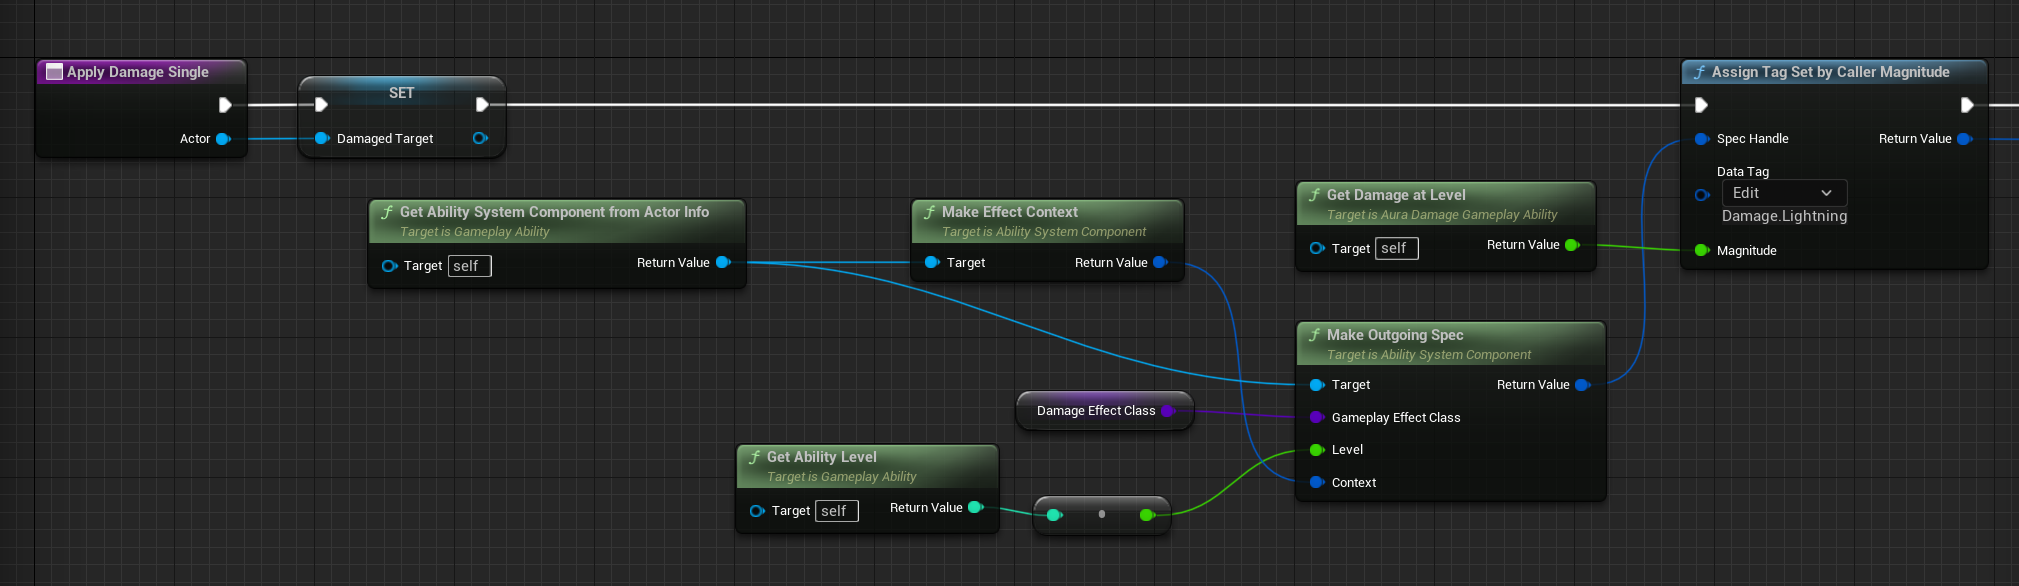 Apply Damage Single
Actor
SET
Damaged Target
Get Ability System Component from Actor Info
Target is Gameplay Ability
Target self
Return Value
Make Effect Context
Target is Ability System Component
Target
Return Value
Get Damage at Level
Target is Aura Damage Gameplay Ability
Target self
Return Value
Assign Tag Set by Caller Magnitude
Spec Handle
Return Value
Data Tag
Edit
Damage.Lightning
Magnitude
Make Outgoing Spec
Target is Ability System Component
Target
Return Value
Gameplay Effect Class
Level
Context
Damage Effect Class
Get Ability Level
Target is Gameplay Ability
Target self
Return Value